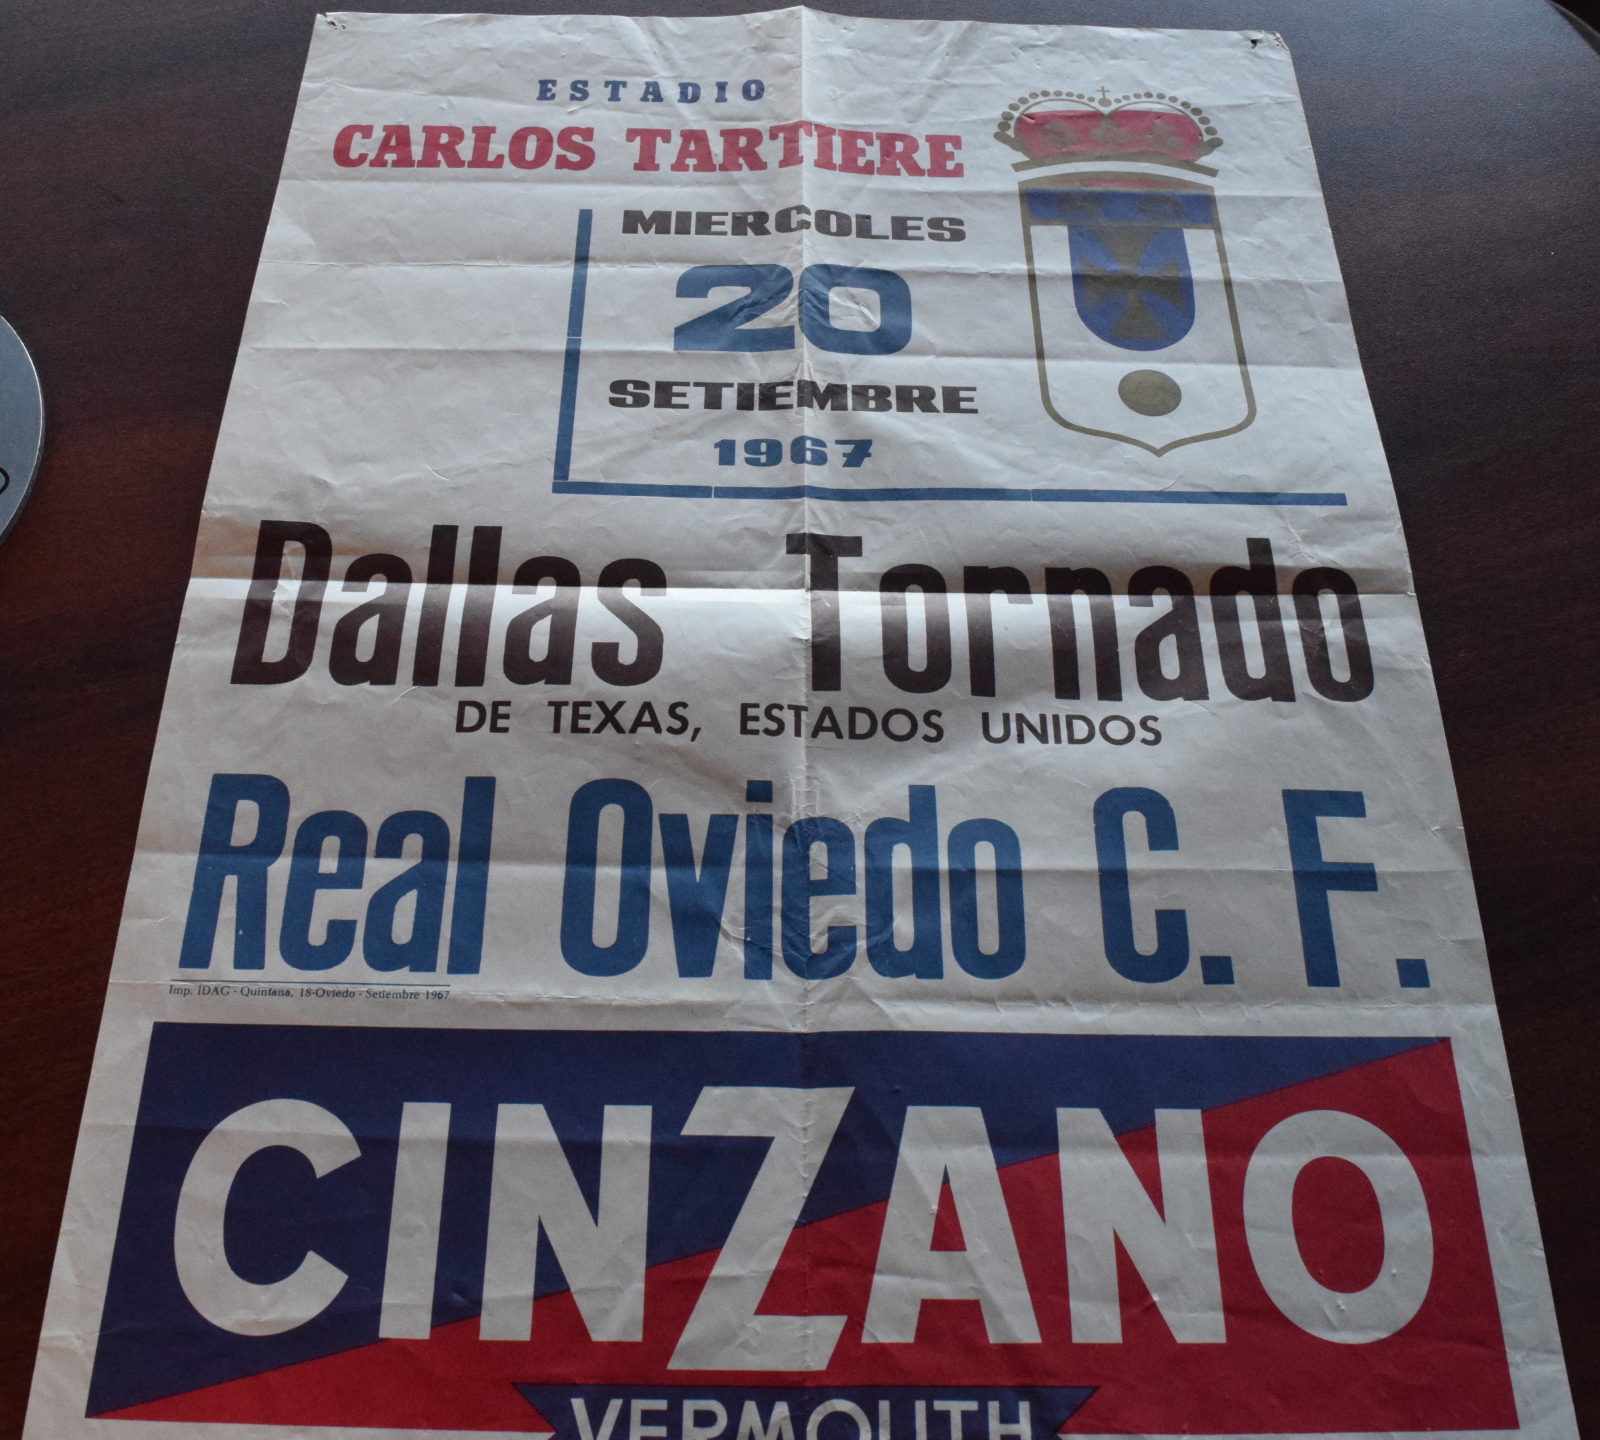 ESTADIO
CARLOS TARTIERE
MIERCOLES
20
SETIEMBRE
1967
Dallas Tornado
DE TEXAS, ESTADOS UNIDOS
Real Oviedo C. F.
Imp. IDAG - Quintana, 18-Oviedo - Setiembre 1967
CINZANO
VERMOUTH